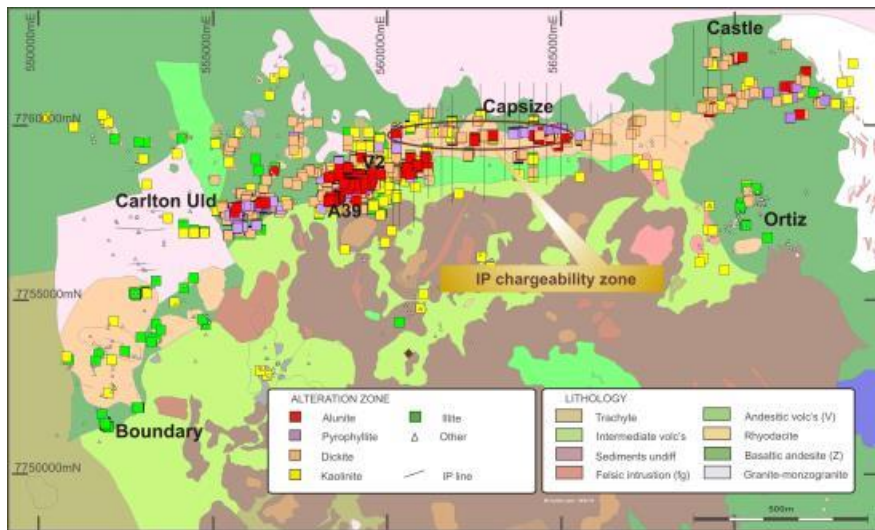 550000mE
555000mE
560000mE
565000mE
Castle
7760000mN
Capsize
V2
Carlton Uld
A39
Ortiz
IP chargeability zone
7755000mN
Boundary
7250000mN
ALTERATION ZONE
Alunite
Pyrophyllite
Dickite
Kaolinite
Illite
Other
IP line
LITHOLOGY
Trachyte
Intermediate volc's
Sediments undiff
Felsic intrustion (fg)
Andesitic volc's (V)
Rhyodacite
Basaltic andesite (Z)
Granite-monzogranite
500m